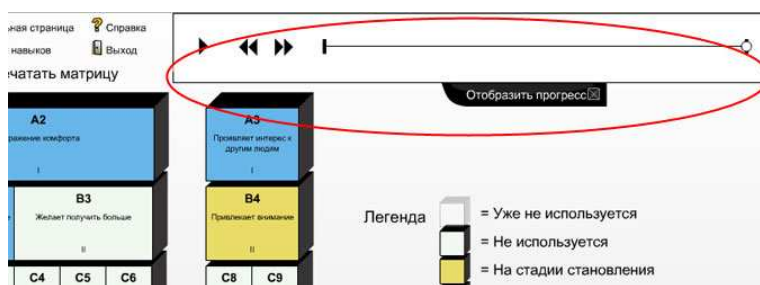 ьная страница
Справка
навыков
Выход
ечатать матрицу
Отобразить прогресс
A2
ражение комфорта
I
A3
Проявляет интерес к
другим людям
I
B3
Желает получить больше
II
B4
Привлекает внимание
II
C4
C5
C6
C8
C9
Легенда
= Уже не используется
= Не используется
= На стадии становления